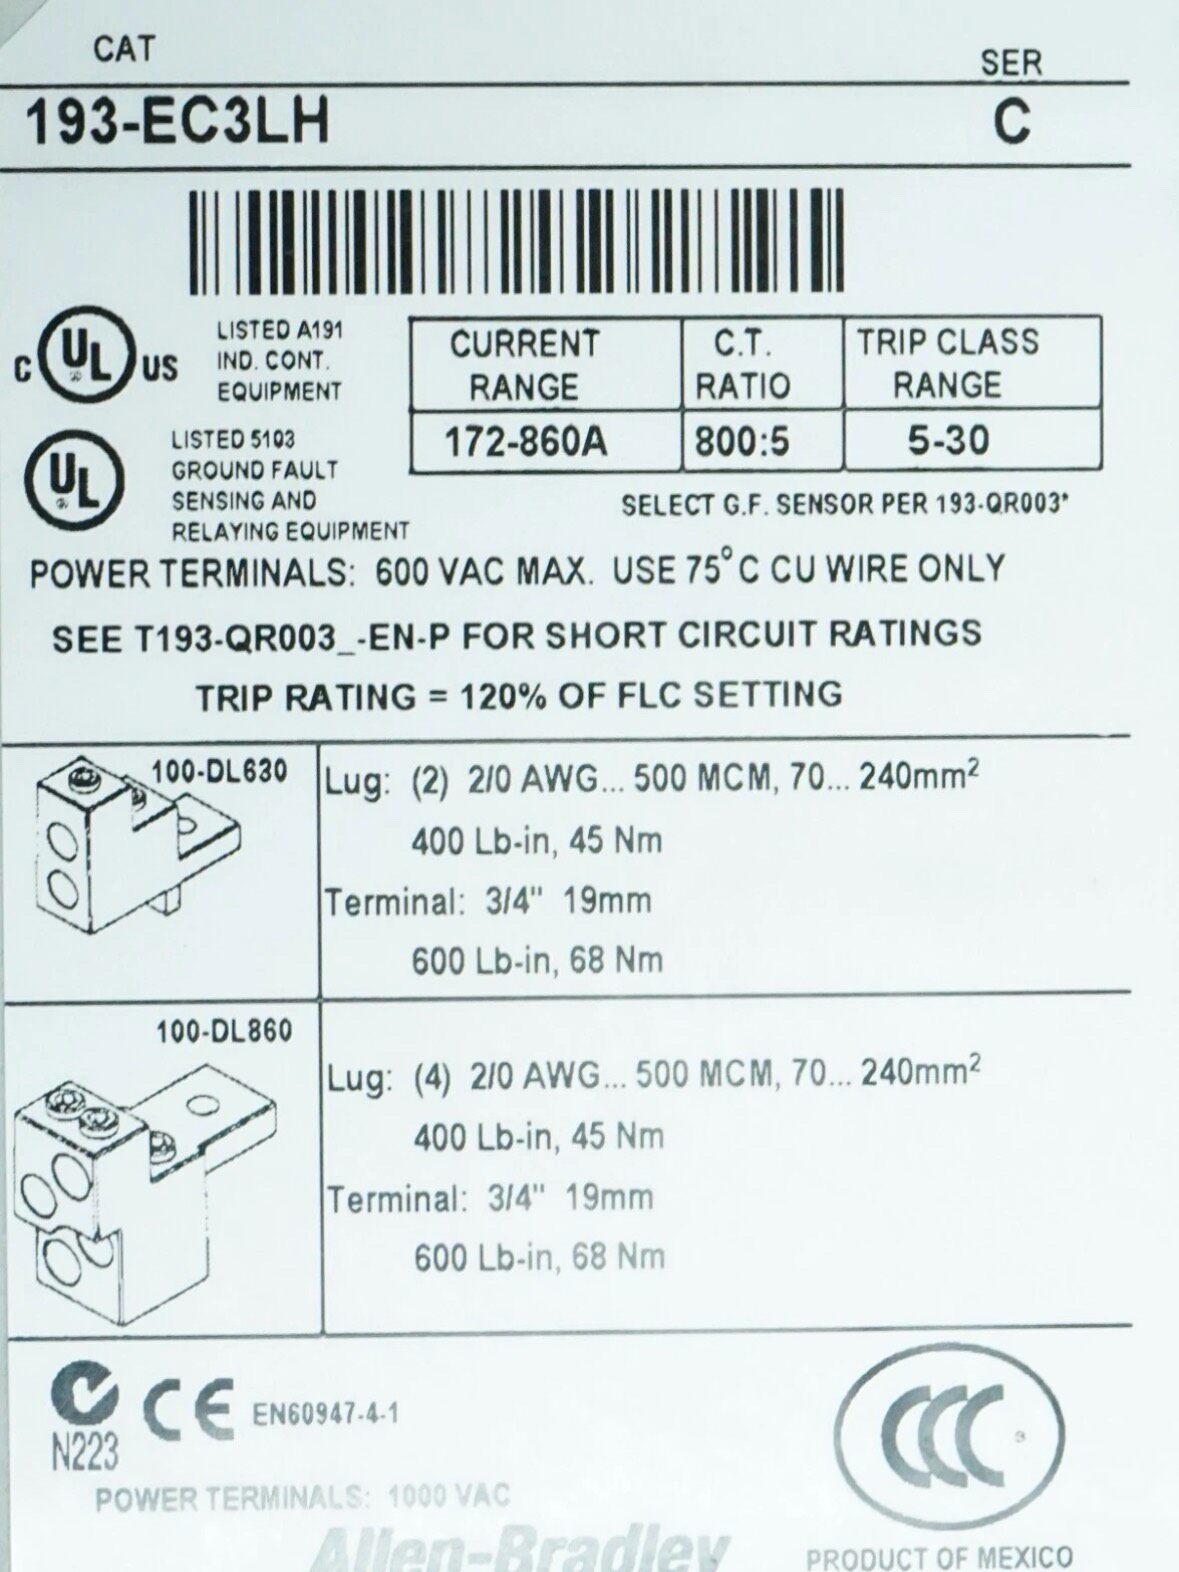 CAT SER
193-EC3LH C
C UL US LISTED A191
IND. CONT.
EQUIPMENT
UL LISTED 5103
GROUND FAULT
SENSING AND
RELAYING EQUIPMENT
CURRENT RANGE C.T. RATIO TRIP CLASS RANGE
172-860A 800:5 5-30
SELECT G.F. SENSOR PER 193-QR003*
POWER TERMINALS: 600 VAC MAX. USE 75°C CU WIRE ONLY
SEE T193-QR003_-EN-P FOR SHORT CIRCUIT RATINGS
TRIP RATING = 120% OF FLC SETTING
100-DL630
Lug: (2) 2/0 AWG... 500 MCM, 70... 240mm²
400 Lb-in, 45 Nm
Terminal: 3/4" 19mm
600 Lb-in, 68 Nm
100-DL860
Lug: (4) 2/0 AWG... 500 MCM, 70... 240mm²
400 Lb-in, 45 Nm
Terminal: 3/4" 19mm
600 Lb-in, 68 Nm
N223
CE EN60947-4-1
CCC
POWER TERMINALS: 1000 VAC
Allen-Bradley
PRODUCT OF MEXICO